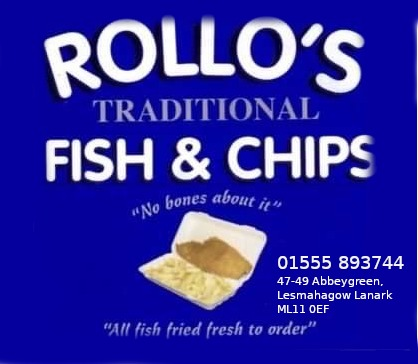 ROLLO'S
TRADITIONAL
FISH & CHIPS
"No bones about it"
01555 893744
47-49 Abbeygreen,
Lesmahagow Lanark
ML11 0EF
"All fish fried fresh to order"